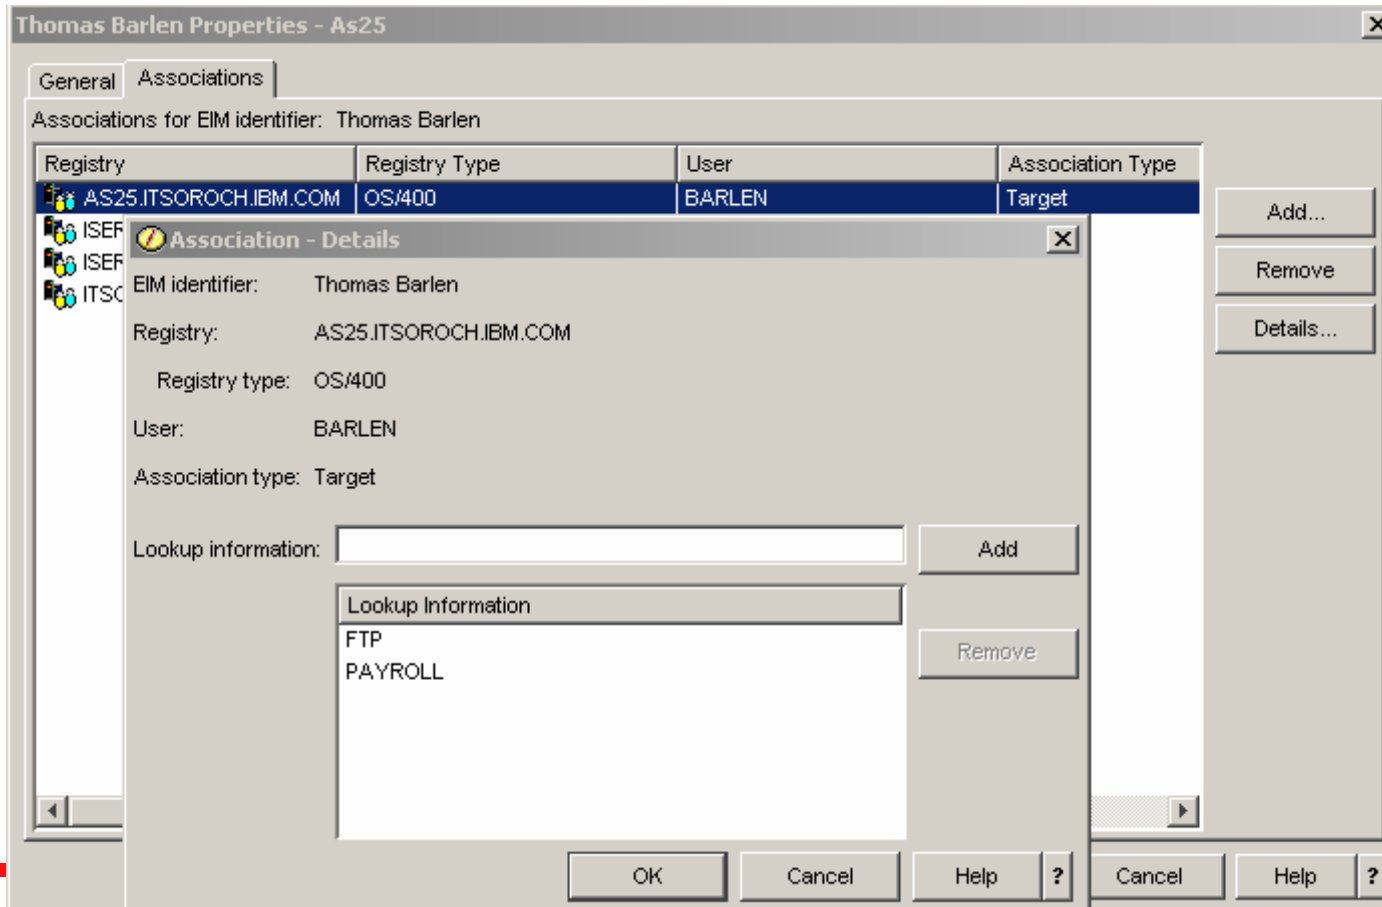 Thomas Barlen Properties - As25
General Associations
Associations for EIM identifier: Thomas Barlen
Registry Registry Type User Association Type
AS25.ITSOROCH.IBM.COM OS/400 BARLEN Target
Add...
Remove
Details...
Association - Details
EIM identifier: Thomas Barlen
Registry: AS25.ITSOROCH.IBM.COM
Registry type: OS/400
User: BARLEN
Association type: Target
Lookup information:
Add
Lookup Information
FTP
PAYROLL
Remove
OK Cancel Help ?
Cancel Help ?